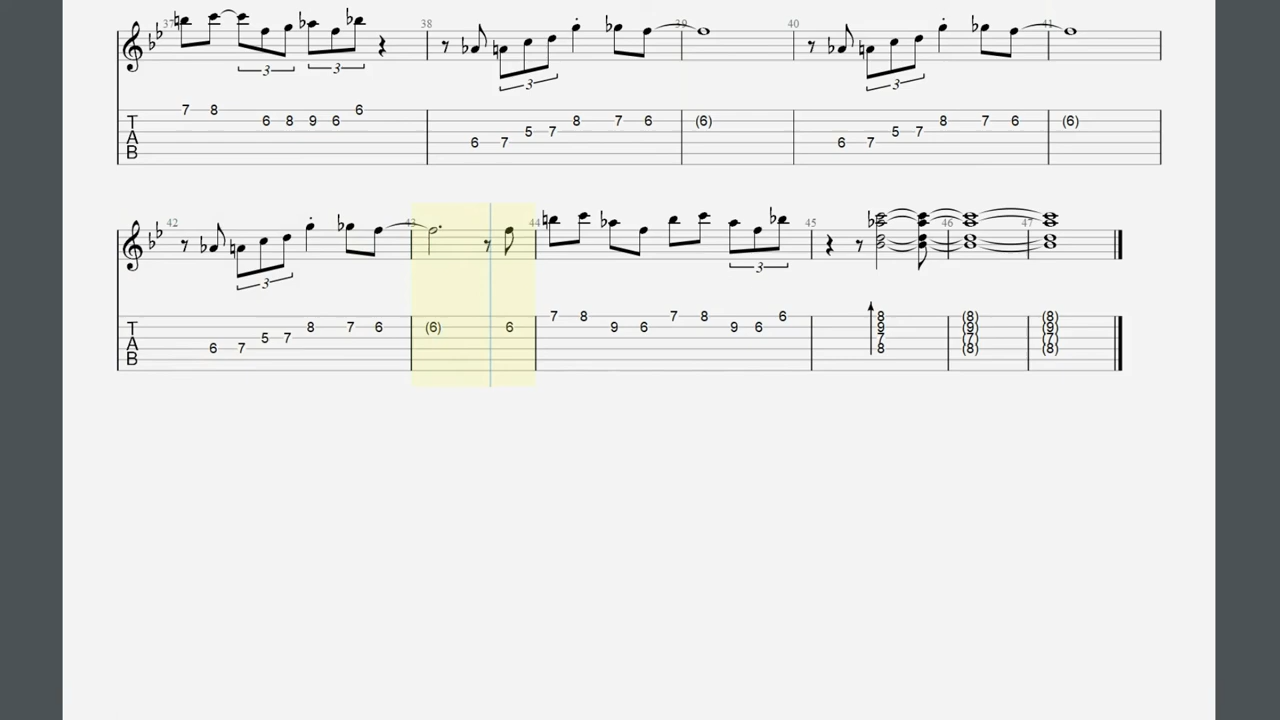 37 38 39 40 41
3 3 3 3
T A B 7 8 6 8 9 6 6 6 7 5 7 8 7 6 (6) 6 7 5 7 8 7 6 (6)
42 43 44 45 46 47
3 3
T A B 6 7 5 7 8 7 6 (6) 6 7 8 9 6 7 8 9 6 6 8 9 7 8 (8) (9) (7) (8) (8) (9) (7) (8)